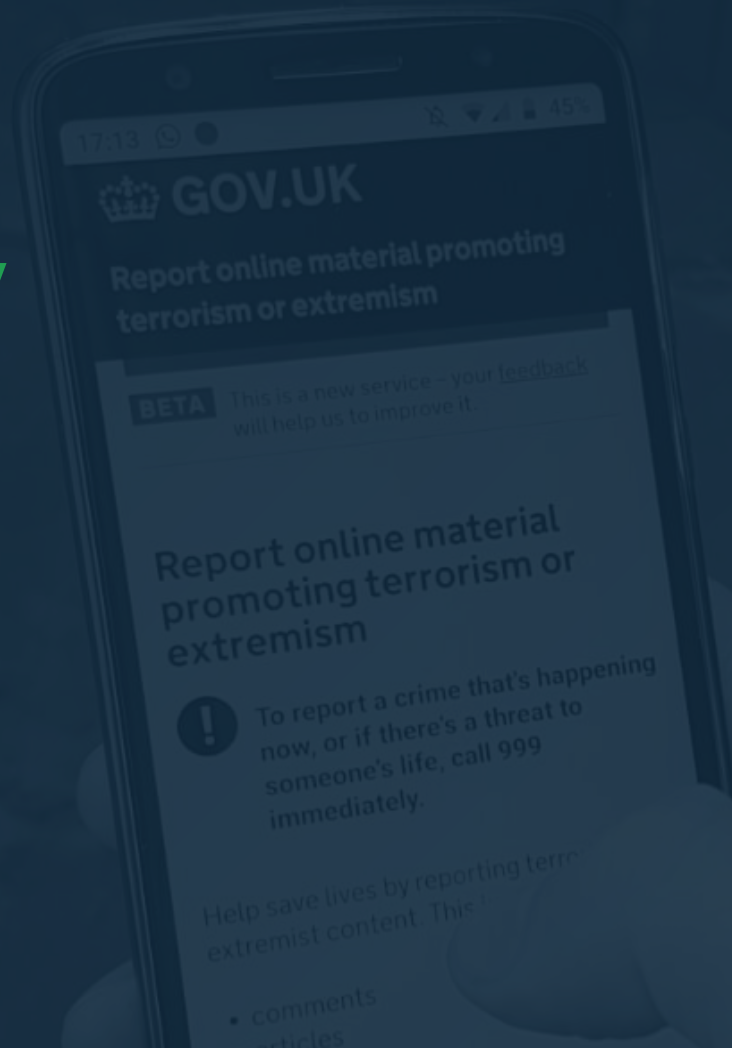 17:13 45%
GOV.UK
Report online material promoting
terrorism or extremism
BETA This is a new service – your feedback
will help us to improve it.
Report online material
promoting terrorism or
extremism
! To report a crime that's happening
now, or if there's a threat to
someone's life, call 999
immediately.
Help save lives by reporting
extremist content. This
• comments
articles